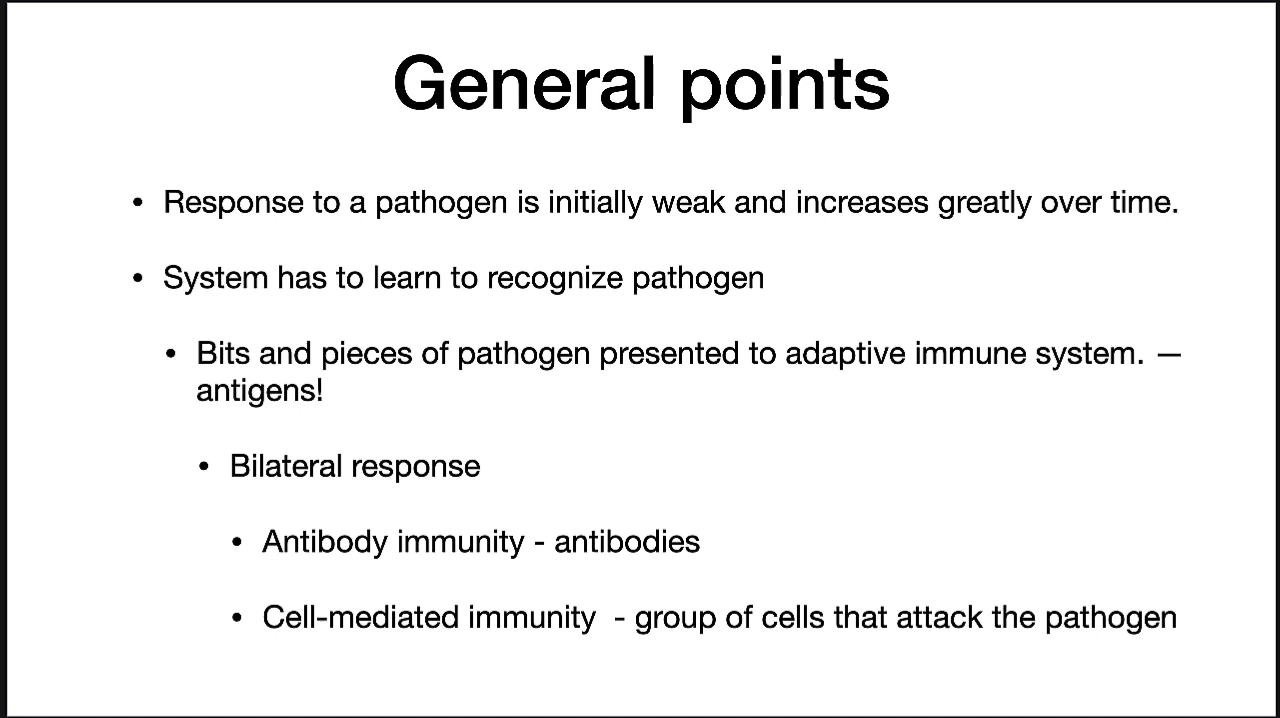 General points
• Response to a pathogen is initially weak and increases greatly over time.
• System has to learn to recognize pathogen
• Bits and pieces of pathogen presented to adaptive immune system. —
antigens!
• Bilateral response
• Antibody immunity - antibodies
• Cell-mediated immunity  - group of cells that attack the pathogen